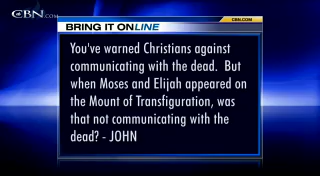 CBN.COM
CBN.COM
BRING IT ONLINE
You've warned Christians against
communicating with the dead. But
when Moses and Elijah appeared on
the Mount of Transfiguration, was
that not communicating with the
dead? - JOHN